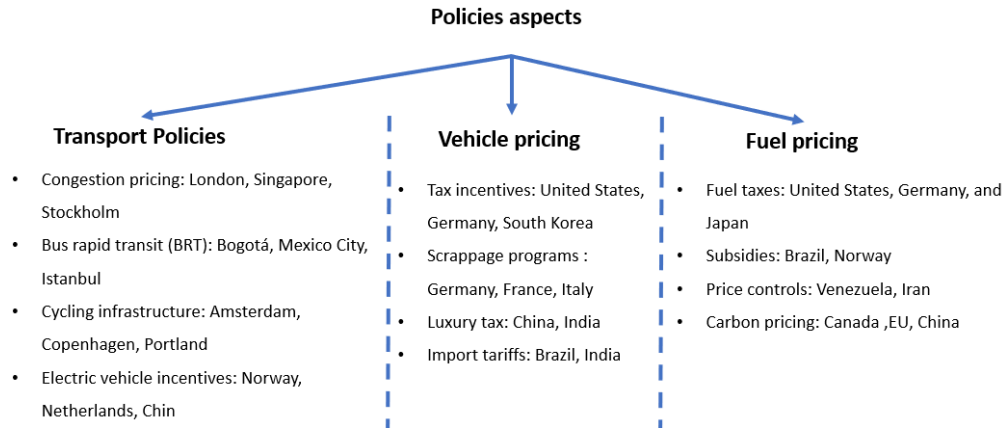 Policies aspects
Transport Policies
• Congestion pricing: London, Singapore,
Stockholm
• Bus rapid transit (BRT): Bogotá, Mexico City,
Istanbul
• Cycling infrastructure: Amsterdam,
Copenhagen, Portland
• Electric vehicle incentives: Norway,
Netherlands, Chin
Vehicle pricing
• Tax incentives: United States,
Germany, South Korea
• Scrappage programs :
Germany, France, Italy
• Luxury tax: China, India
• Import tariffs: Brazil, India
Fuel pricing
• Fuel taxes: United States, Germany, and
Japan
• Subsidies: Brazil, Norway
• Price controls: Venezuela, Iran
• Carbon pricing: Canada ,EU, China